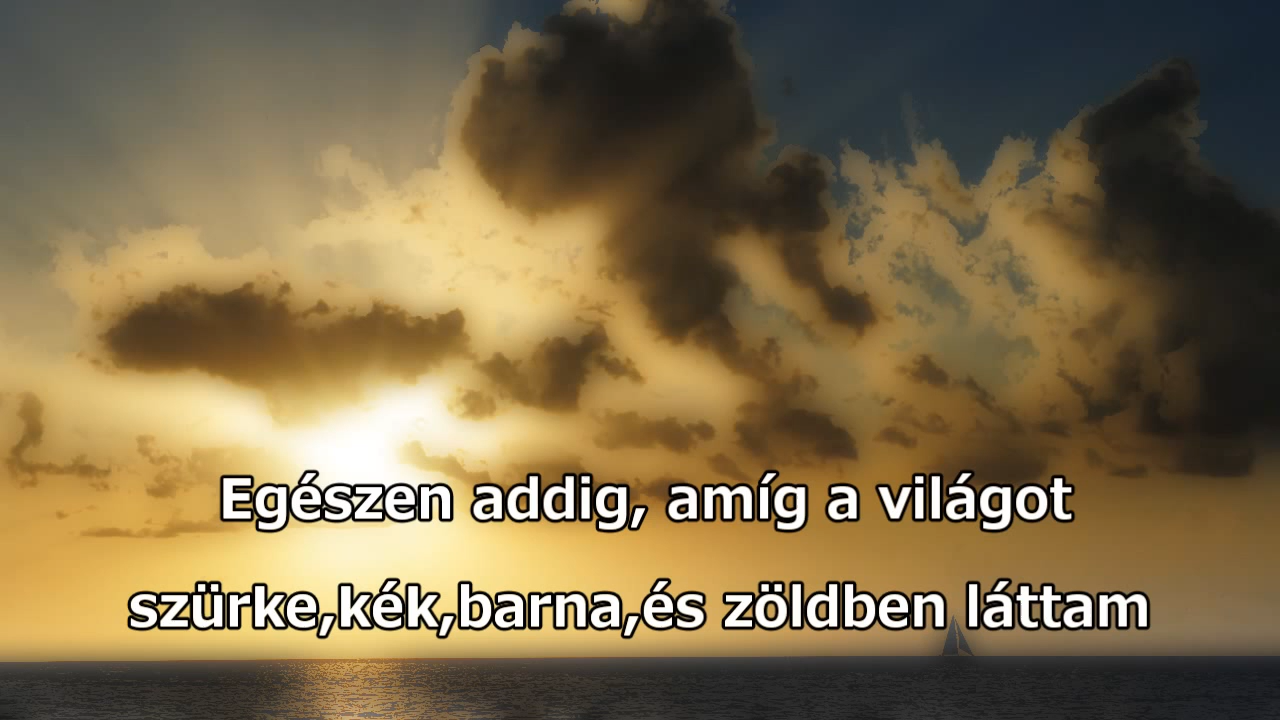 Egészen addig, amíg a világot
szürke,kék,barna,és zöldben láttam